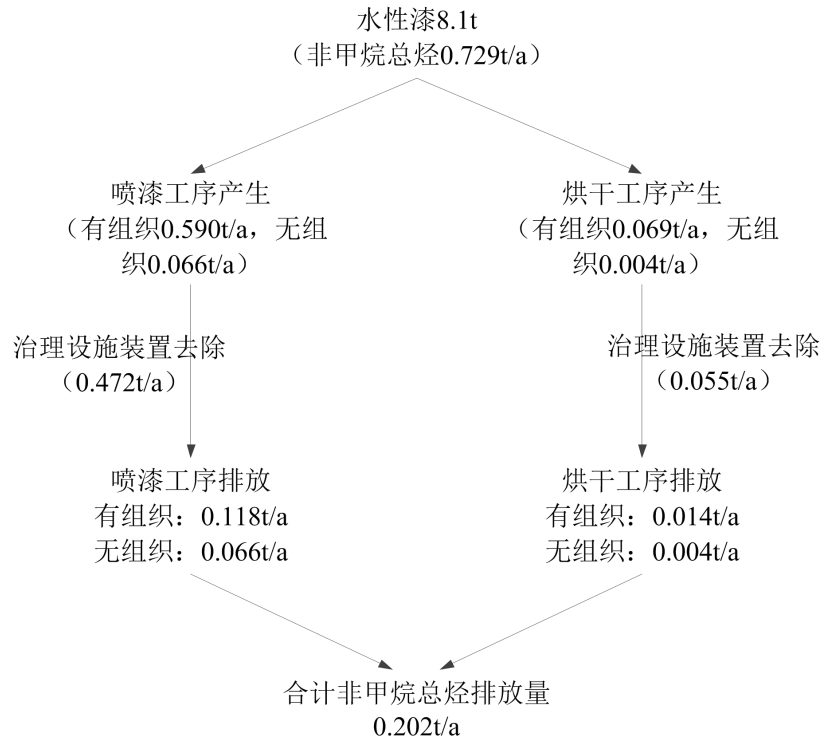 水性漆8.1t
（非甲烷总烃0.729t/a）
喷漆工序产生
（有组织0.590t/a，无组
织0.066t/a）
烘干工序产生
（有组织0.069t/a，无组
织0.004t/a）
治理设施装置去除
（0.472t/a）
治理设施装置去除
（0.055t/a）
喷漆工序排放
有组织：0.118t/a
无组织：0.066t/a
烘干工序排放
有组织：0.014t/a
无组织：0.004t/a
合计非甲烷总烃排放量
0.202t/a